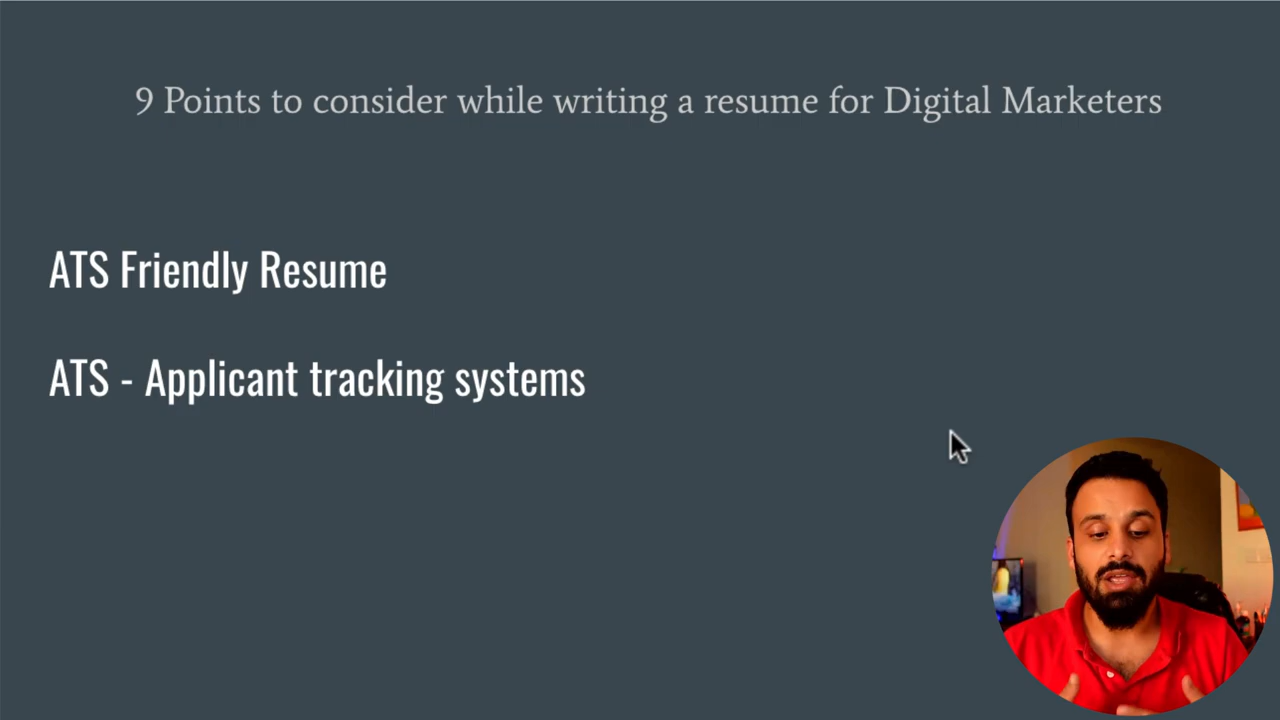 9 Points to consider while writing a resume for Digital Marketers
ATS Friendly Resume
ATS - Applicant tracking systems